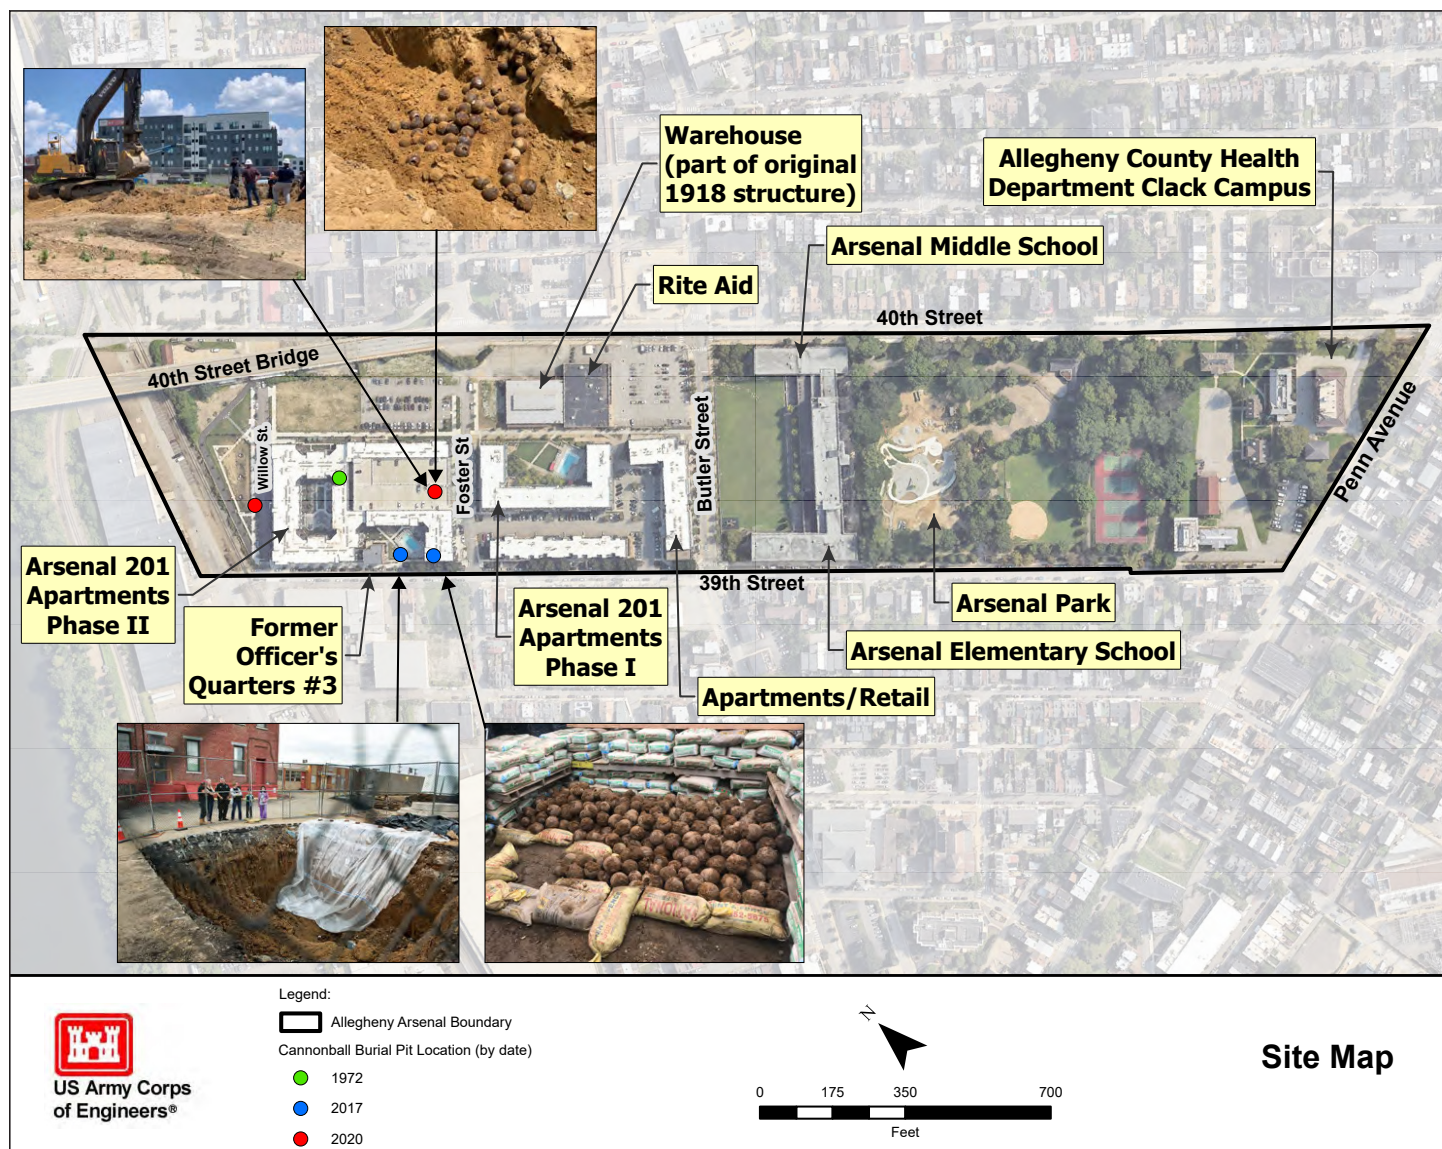 Warehouse
(part of original
1918 structure)
Allegheny County Health
Department Clack Campus
Arsenal Middle School
Rite Aid
40th Street
40th Street Bridge
Willow St.
Foster St
Butler Street
Penn Avenue
39th Street
Arsenal 201
Apartments
Phase II
Former
Officer's
Quarters #3
Arsenal 201
Apartments
Phase I
Apartments/Retail
Arsenal Elementary School
Arsenal Park
US Army Corps
of Engineers®
Legend:
Allegheny Arsenal Boundary
Cannonball Burial Pit Location (by date)
1972
2017
2020
N
0 175 350 700
Feet
Site Map